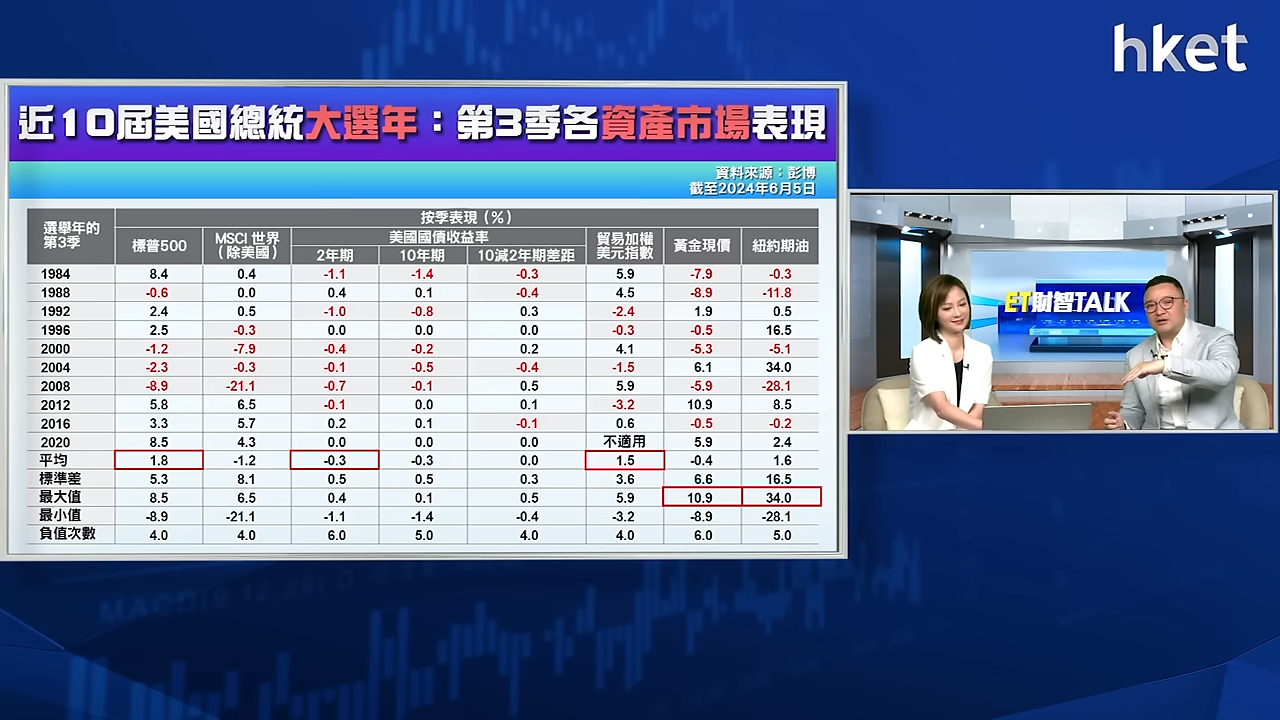 hket
近10屆美國總統大選年：第3季各資產市場表現
資料來源：彭博
截至2024年6月5日
選舉年的第3季 按季表現（%）
標普500 MSCI 世界（除美國） 美國國債收益率 貿易加權美元指數 黃金現價 紐約期油
2年期 10年期 10減2年期差距
1984 8.4 0.4 -1.1 -1.4 -0.3 5.9 -7.9 -0.3
1988 -0.6 0.0 0.4 0.1 -0.4 4.5 -8.9 -11.8
1992 2.4 0.5 -1.0 -0.8 0.3 -2.4 1.9 0.5
1996 2.5 -0.3 0.0 0.0 0.0 -0.3 -0.5 16.5
2000 -1.2 -7.9 -0.4 -0.2 0.2 4.1 -5.3 -5.1
2004 -2.3 -0.3 -0.1 -0.5 -0.4 -1.5 6.1 34.0
2008 -8.9 -21.1 -0.7 -0.1 0.5 5.9 -5.9 -28.1
2012 5.8 6.5 -0.1 0.0 0.1 -3.2 10.9 8.5
2016 3.3 5.7 0.2 0.1 -0.1 0.6 -0.5 -0.2
2020 8.5 4.3 0.0 0.0 0.0 不適用 5.9 2.4
平均 1.8 -1.2 -0.3 -0.3 0.0 1.5 -0.4 1.6
標準差 5.3 8.1 0.5 0.5 0.3 3.6 6.6 16.5
最大值 8.5 6.5 0.4 0.1 0.5 5.9 10.9 34.0
最小值 -8.9 -21.1 -1.1 -1.4 -0.4 -3.2 -8.9 -28.1
負值次數 4.0 4.0 6.0 5.0 4.0 4.0 6.0 5.0
ET財智TALK